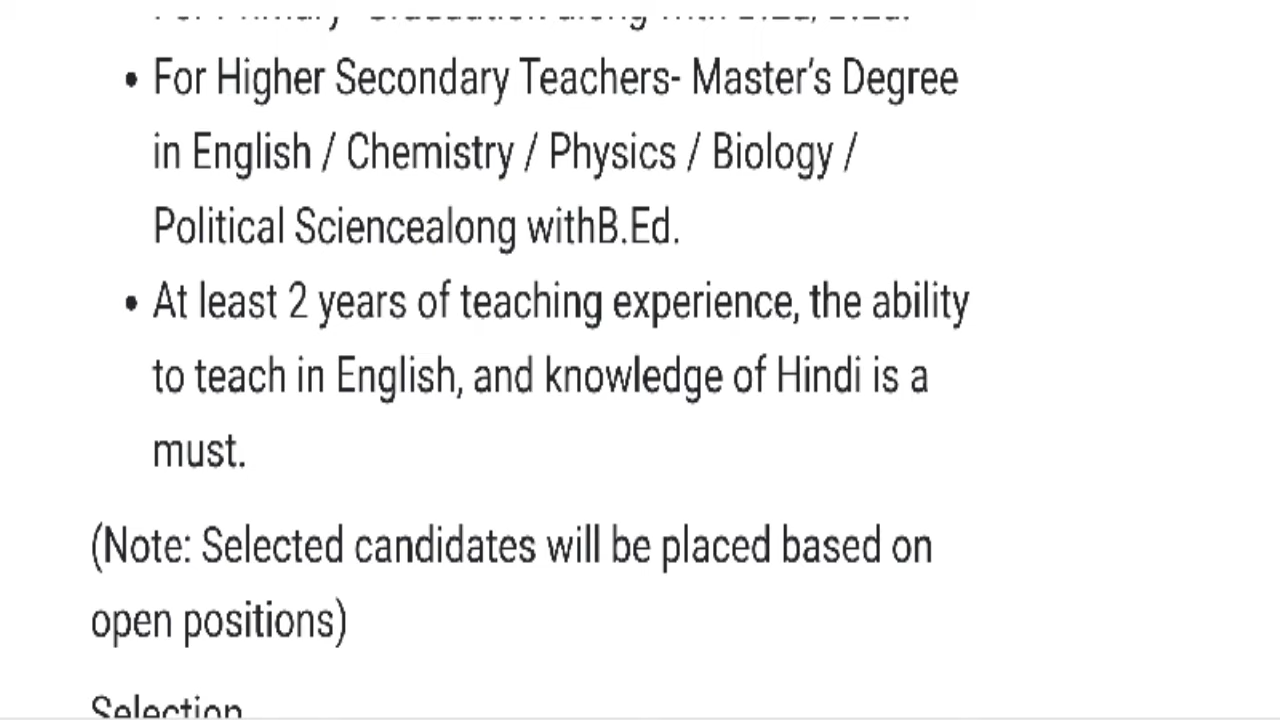 For Higher Secondary Teachers- Master's Degree
in English / Chemistry / Physics / Biology /
Political Sciencealong withB.Ed.
At least 2 years of teaching experience, the ability
to teach in English, and knowledge of Hindi is a
must.
(Note: Selected candidates will be placed based on
open positions)
Selection